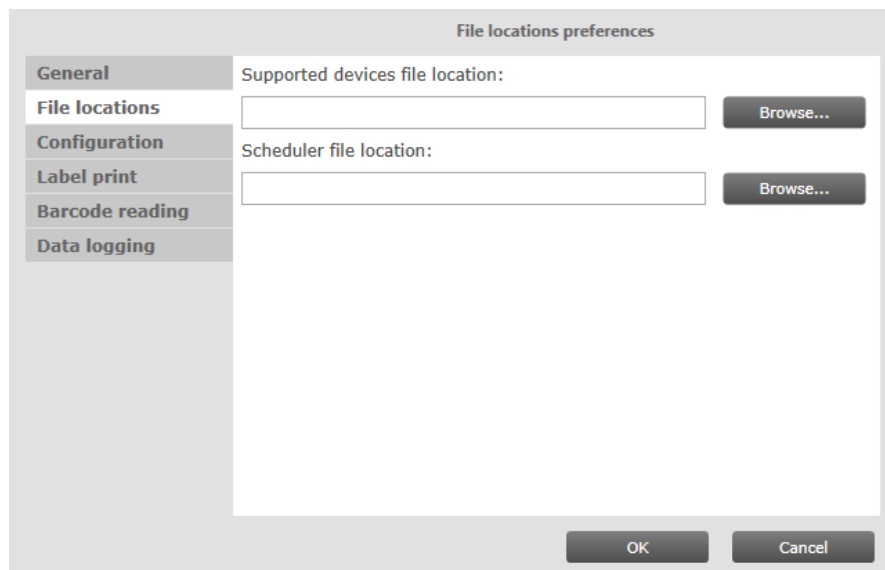 File locations preferences
General
File locations
Configuration
Label print
Barcode reading
Data logging
Supported devices file location:
Browse...
Scheduler file location:
Browse...
OK
Cancel